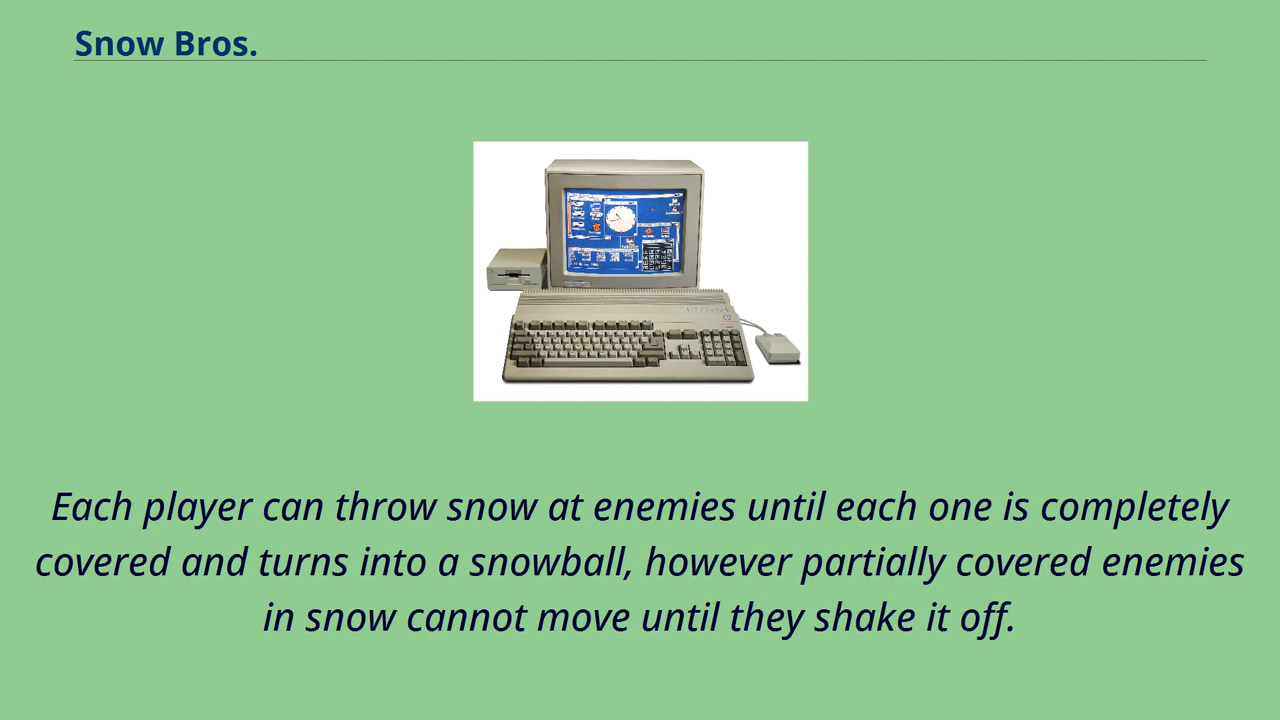 Snow Bros.
Each player can throw snow at enemies until each one is completely
covered and turns into a snowball, however partially covered enemies
in snow cannot move until they shake it off.